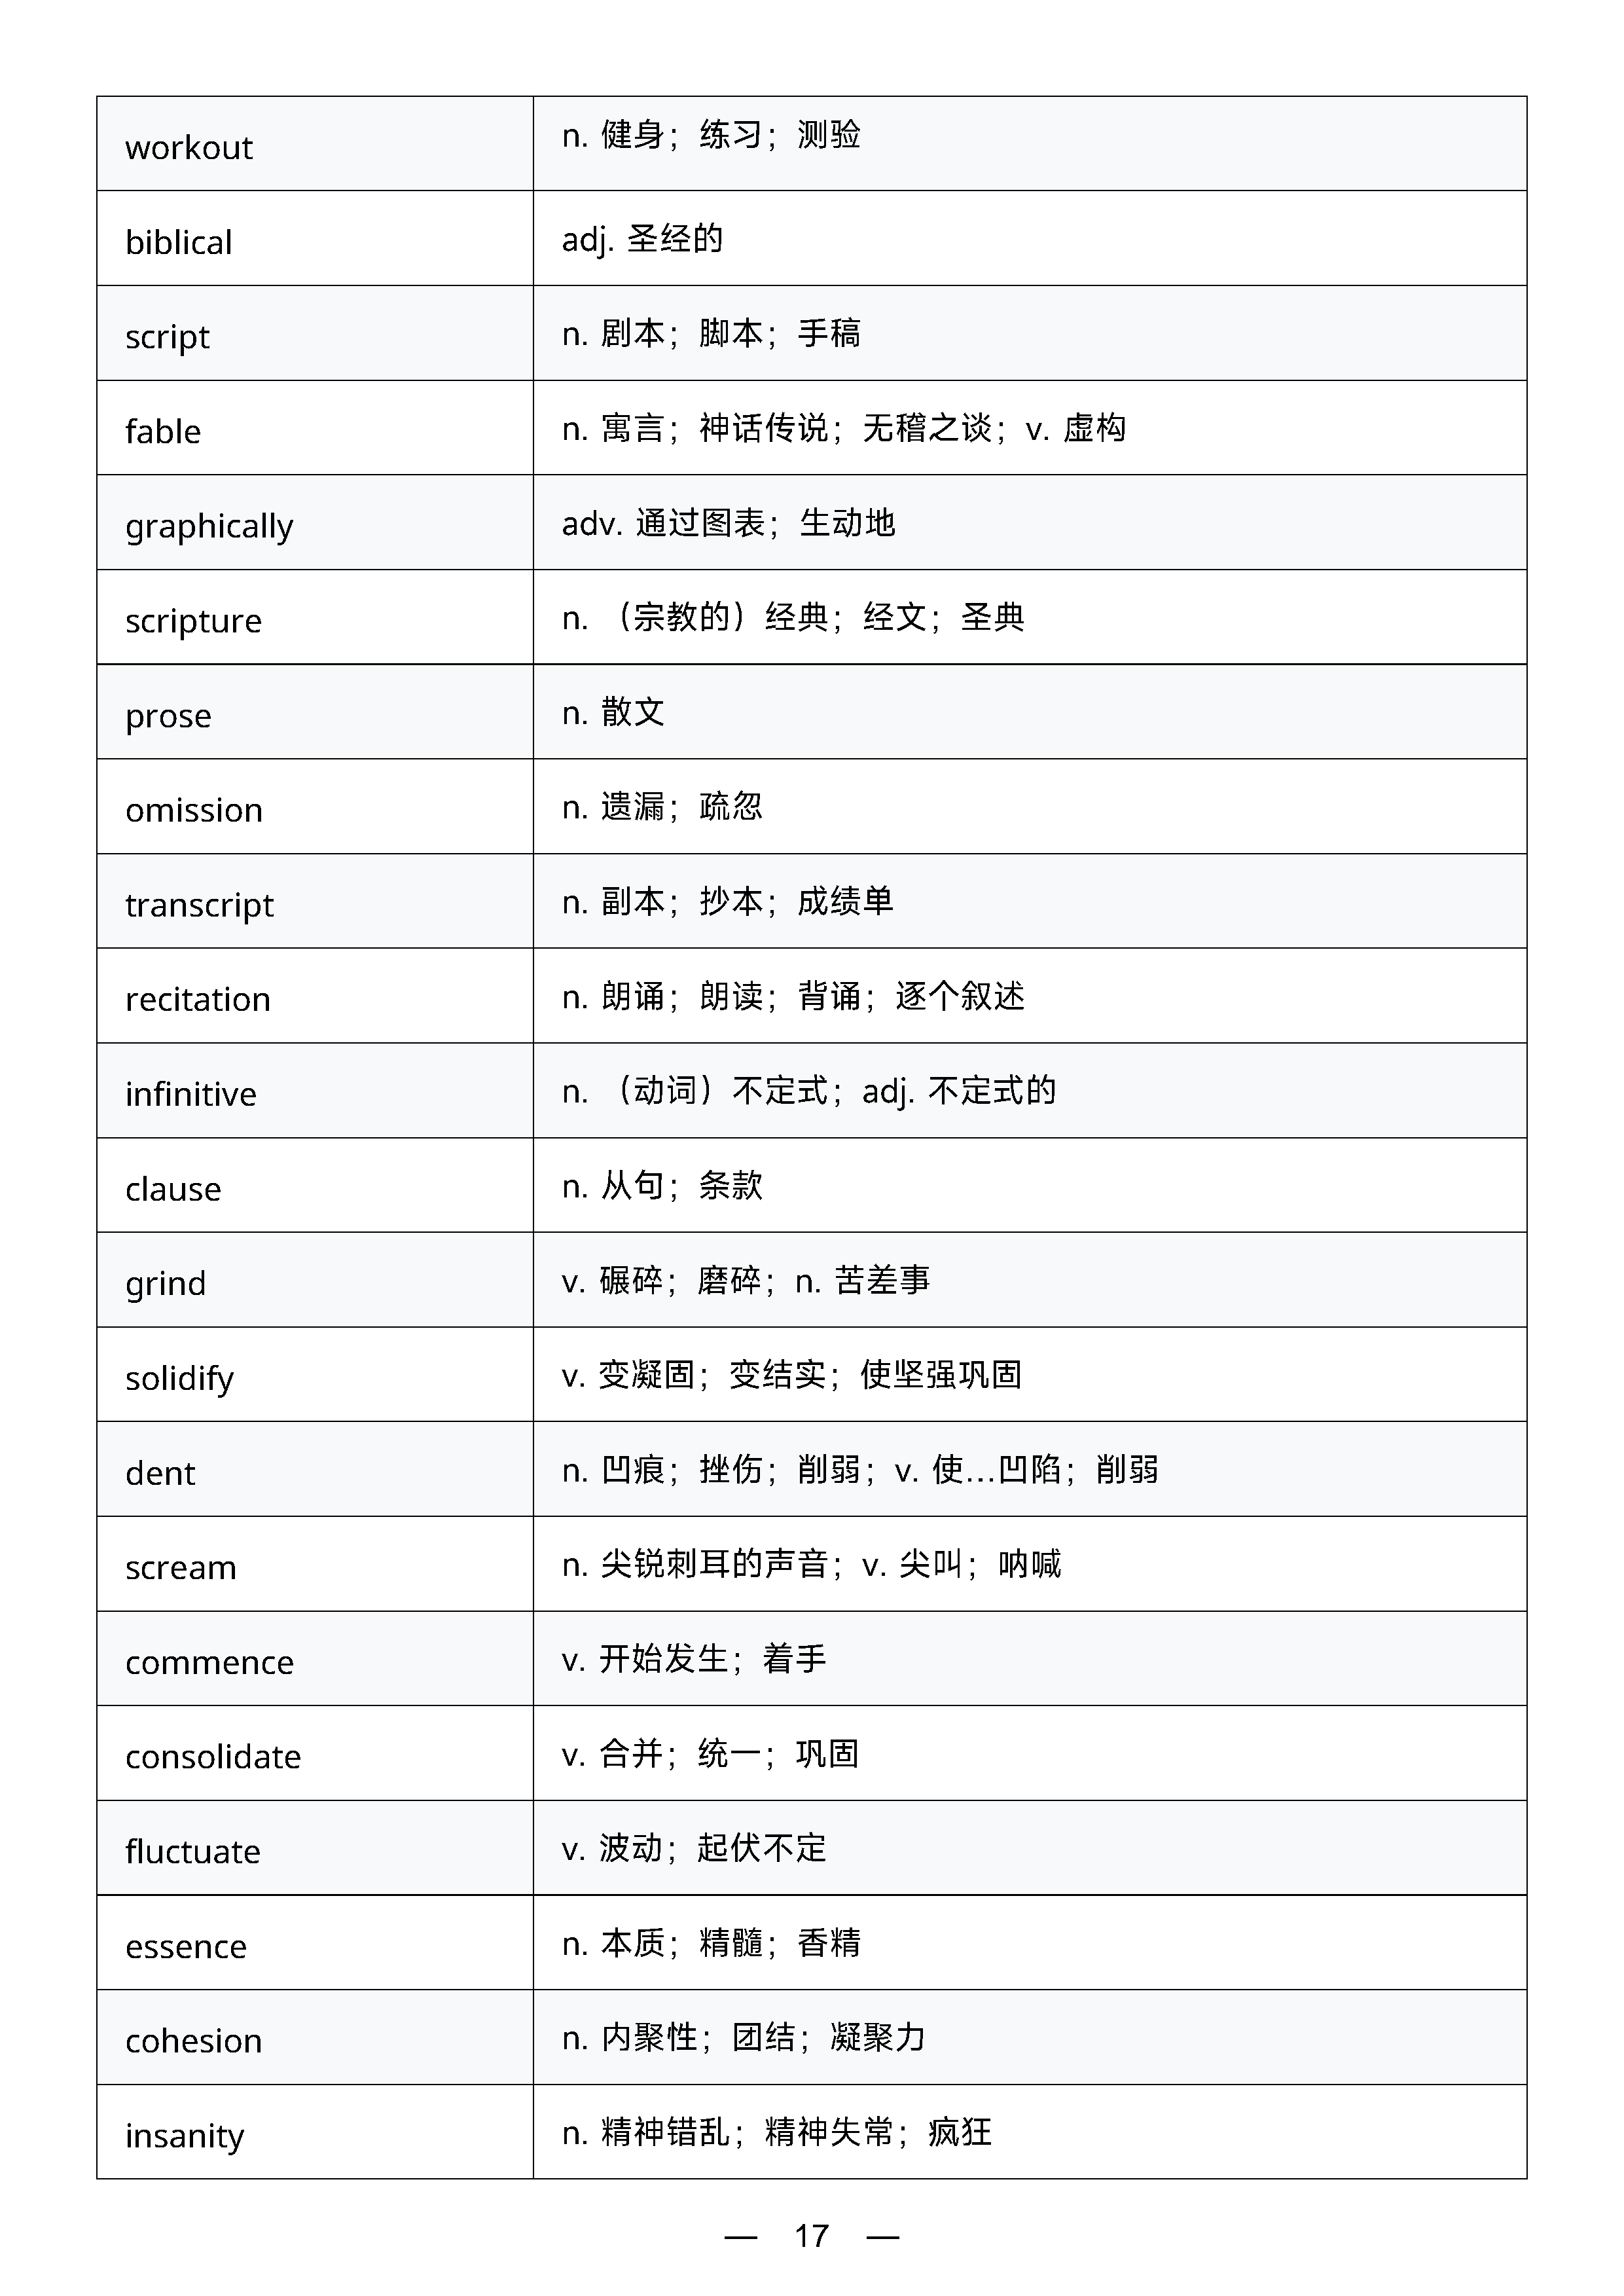 workout n. 健身；练习；测验
biblical adj. 圣经的
script n. 剧本；脚本；手稿
fable n. 寓言；神话传说；无稽之谈；v. 虚构
graphically adv. 通过图表；生动地
scripture n. （宗教的）经典；经文；圣典
prose n. 散文
omission n. 遗漏；疏忽
transcript n. 副本；抄本；成绩单
recitation n. 朗诵；朗读；背诵；逐个叙述
infinitive n. （动词）不定式；adj. 不定式的
clause n. 从句；条款
grind v. 碾碎；磨碎；n. 苦差事
solidify v. 变凝固；变结实；使坚强巩固
dent n. 凹痕；挫伤；削弱；v. 使...凹陷；削弱
scream n. 尖锐刺耳的声音；v. 尖叫；呐喊
commence v. 开始发生；着手
consolidate v. 合并；统一；巩固
fluctuate v. 波动；起伏不定
essence n. 本质；精髓；香精
cohesion n. 内聚性；团结；凝聚力
insanity n. 精神错乱；精神失常；疯狂
— 17 —